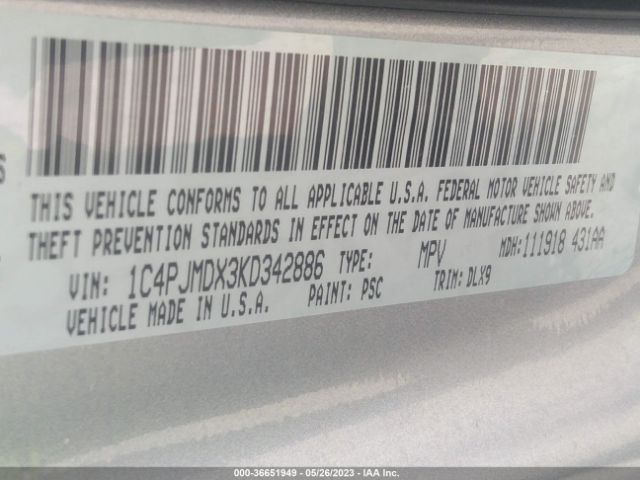 THIS VEHICLE CONFORMS TO ALL APPLICABLE U.S.A. FEDERAL MOTOR VEHICLE SAFETY AND
THEFT PREVENTION STANDARDS IN EFFECT ON THE DATE OF MANUFACTURE SHOWN ABOVE.
VIN: 1C4PJMDX3KD342886 TYPE: MPV MDH:111918 431AA
VEHICLE MADE IN U.S.A. PAINT: PSC TRIM:DLX9
000-36651949 - 05/26/2023 - IAA Inc.